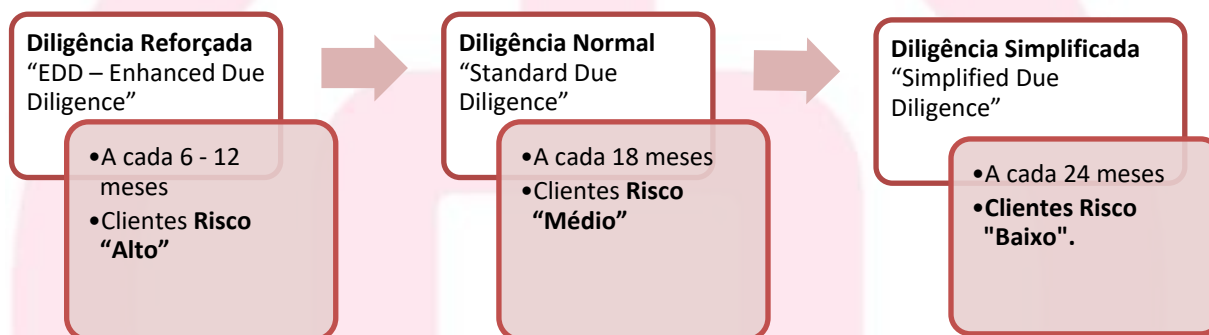 Diligência Reforçada
“EDD – Enhanced Due
Diligence”
•A cada 6 - 12
meses
•Clientes Risco
“Alto”
Diligência Normal
“Standard Due
Diligence”
•A cada 18 meses
•Clientes Risco
“Médio”
Diligência Simplificada
“Simplified Due
Diligence”
•A cada 24 meses
•Clientes Risco
"Baixo".